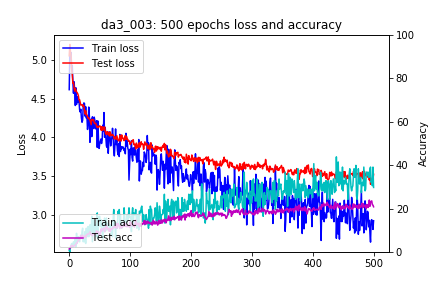 da3_003: 500 epochs loss and accuracy
Train loss
Test loss
Train acc
Test acc
Loss
5.0
4.5
4.0
3.5
3.0
Accuracy
100
80
60
40
20
0
0
100
200
300
400
500